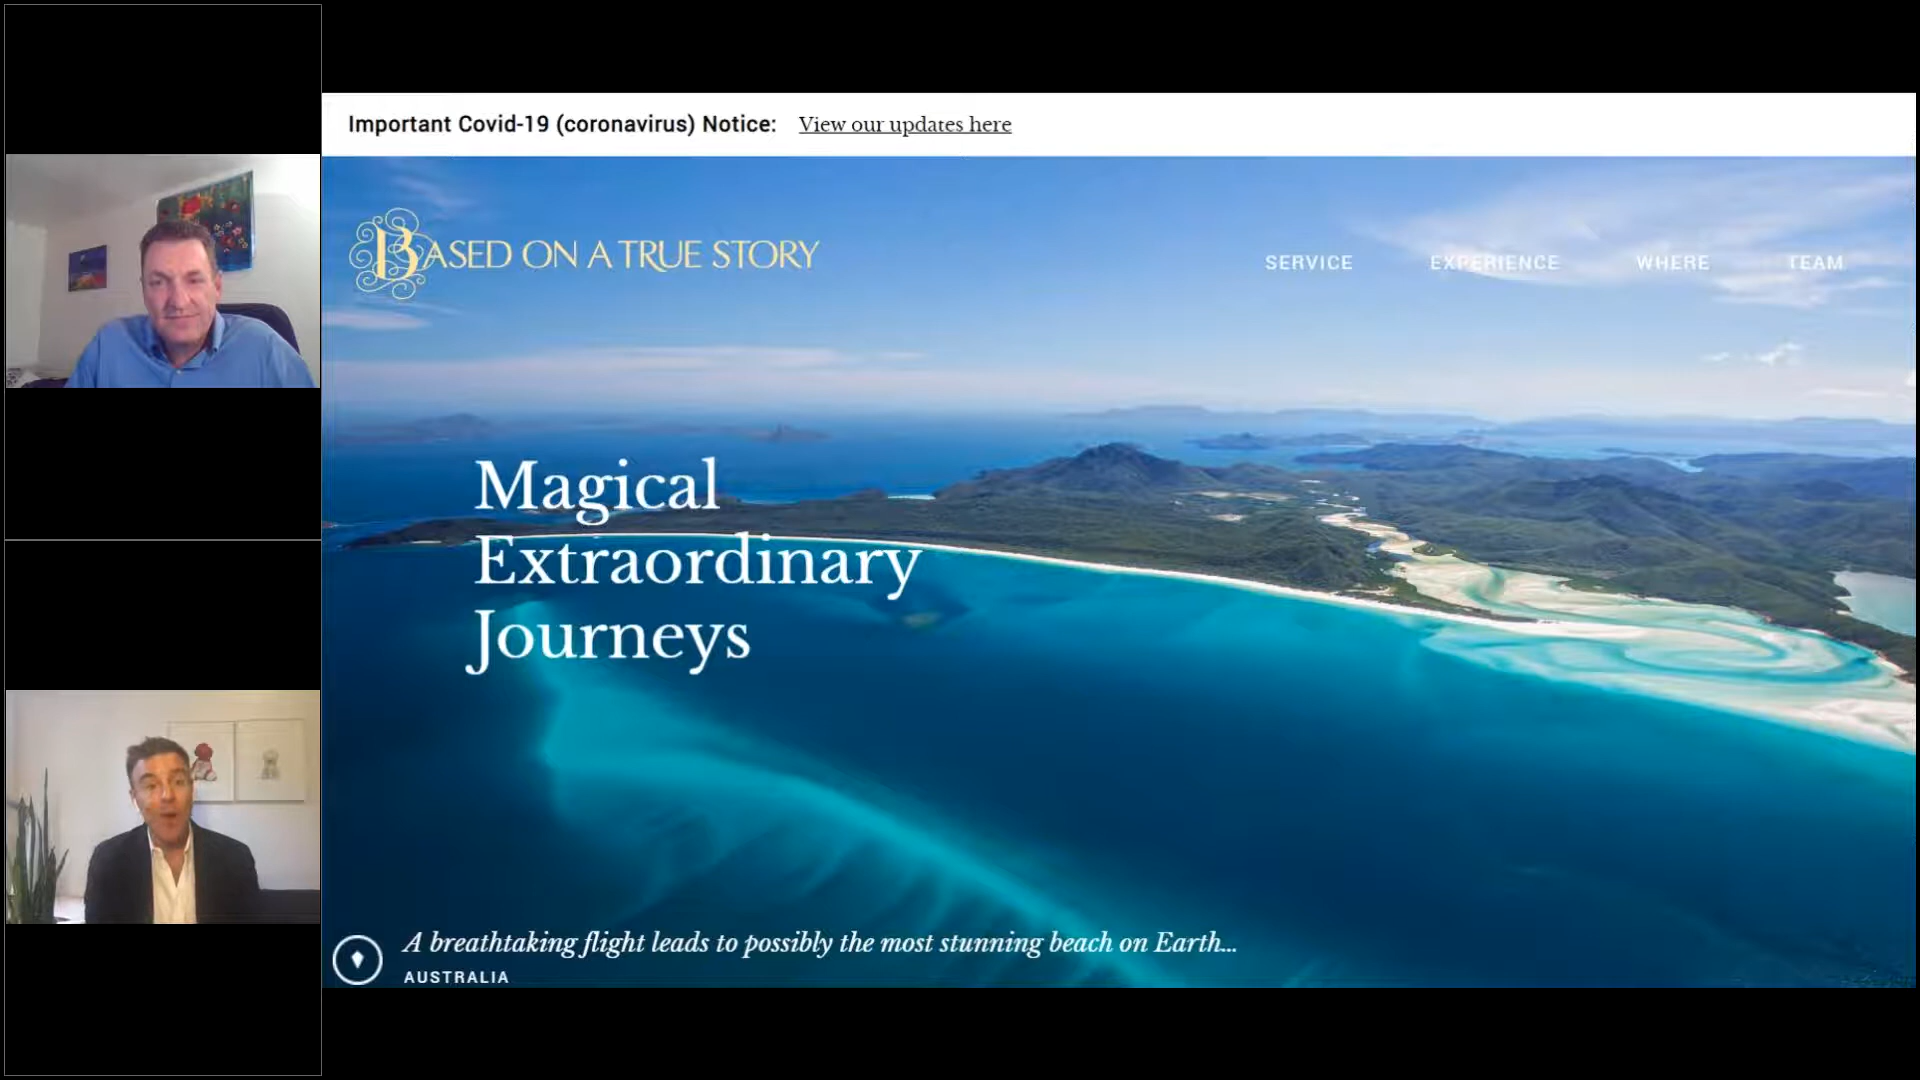 Important Covid-19 (coronavirus) Notice: View our updates here
BASED ON A TRUE STORY
SERVICE EXPERIENCE WHERE TEAM
Magical
Extraordinary
Journeys
A breathtaking flight leads to possibly the most stunning beach on Earth...
AUSTRALIA